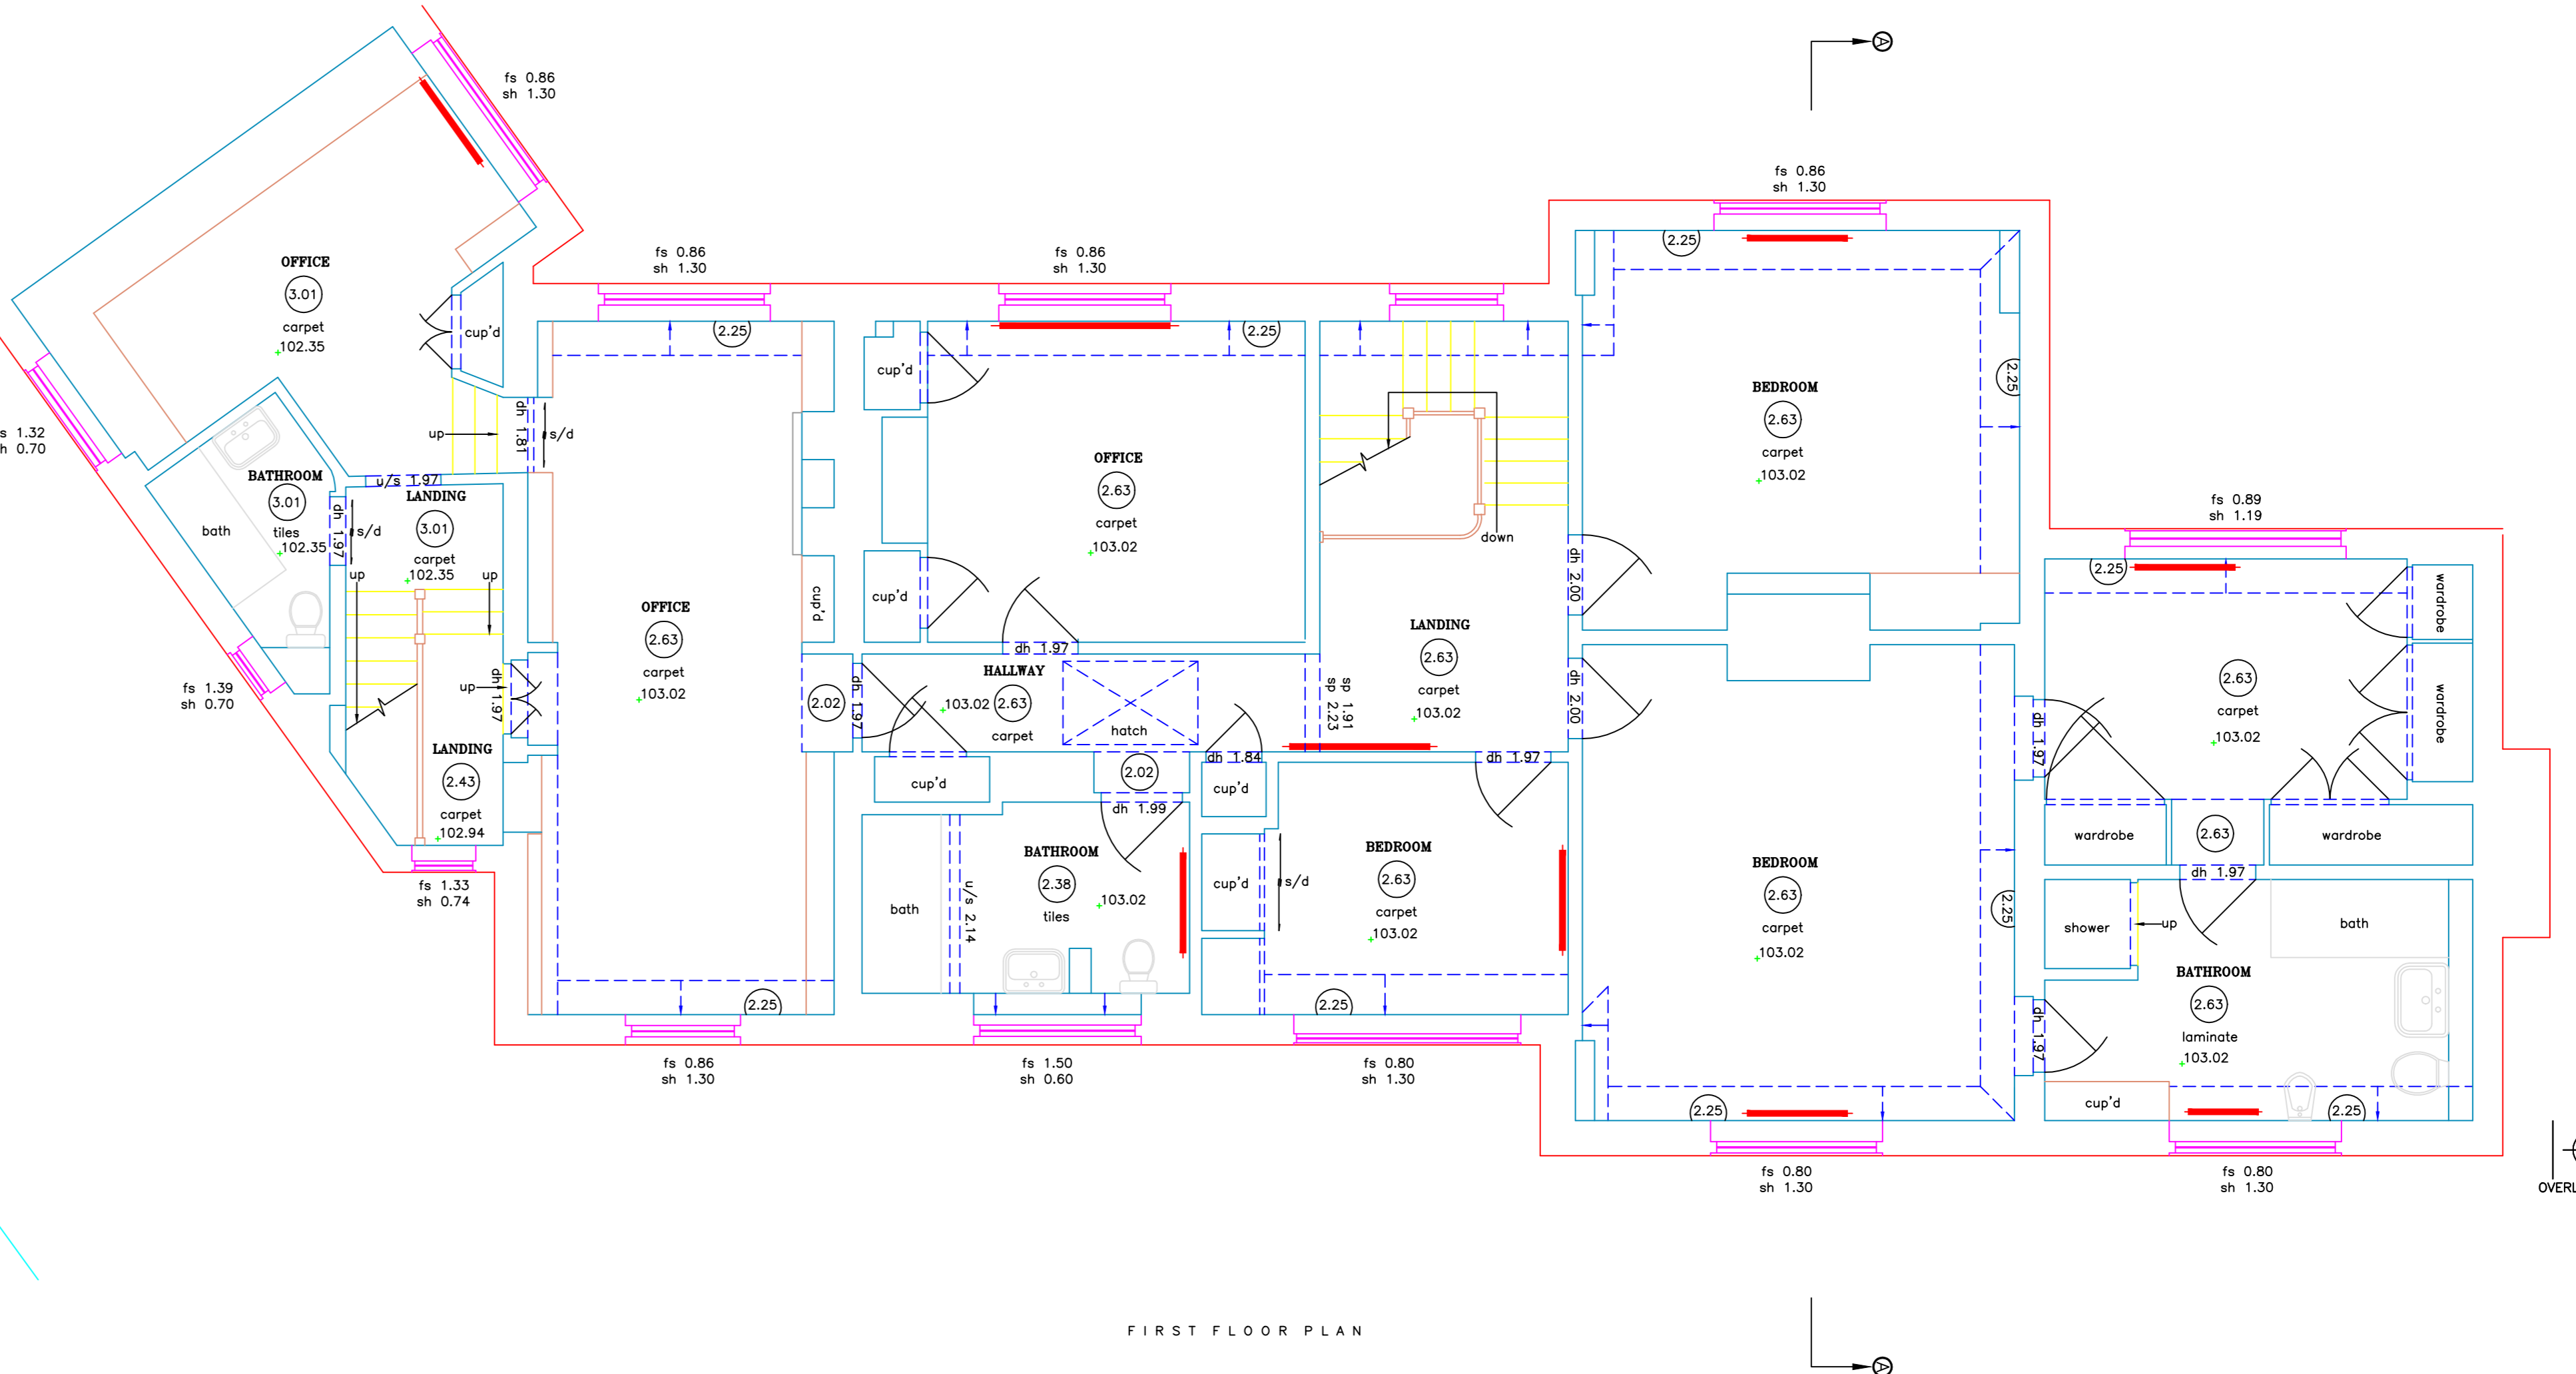 A
fs 0.86
sh 1.30
fs 0.86
sh 1.30
fs 0.86
sh 1.30
fs 0.86
sh 1.30
fs 0.89
sh 1.19
OFFICE
3.01
carpet
102.35
cup'd
s 1.32
h 0.70
up
dh 1.81
s/d
BATHROOM
3.01
tiles
102.35
bath
dh 1.97
s/d
u/s 1.97
LANDING
3.01
carpet
102.35
up
up
up
dh 1.97
LANDING
2.43
carpet
102.94
fs 1.39
sh 0.70
fs 1.33
sh 0.74
2.25
OFFICE
2.63
carpet
103.02
cup'd
2.25
fs 0.86
sh 1.30
2.02
dh 1.97
cup'd
cup'd
2.25
OFFICE
2.63
carpet
103.02
dh 1.97
HALLWAY
103.02
2.63
carpet
hatch
sp 1.91
sp 2.23
cup'd
2.02
dh 1.99
dh 1.84
cup'd
bath
u/s 2.14
BATHROOM
2.38
103.02
tiles
fs 1.50
sh 0.60
down
LANDING
2.63
carpet
103.02
dh 1.97
dh 2.00
dh 2.00
cup'd
s/d
BEDROOM
2.63
carpet
103.02
2.25
fs 0.80
sh 1.30
2.25
2.25
BEDROOM
2.63
carpet
103.02
BEDROOM
2.63
carpet
103.02
2.25
2.25
fs 0.80
sh 1.30
2.25
2.63
carpet
103.02
wardrobe
wardrobe
dh 1.97
wardrobe
2.63
wardrobe
dh 1.97
shower
up
bath
BATHROOM
2.63
laminate
103.02
dh 1.97
cup'd
2.25
fs 0.80
sh 1.30
OVERL
FIRST FLOOR PLAN
A